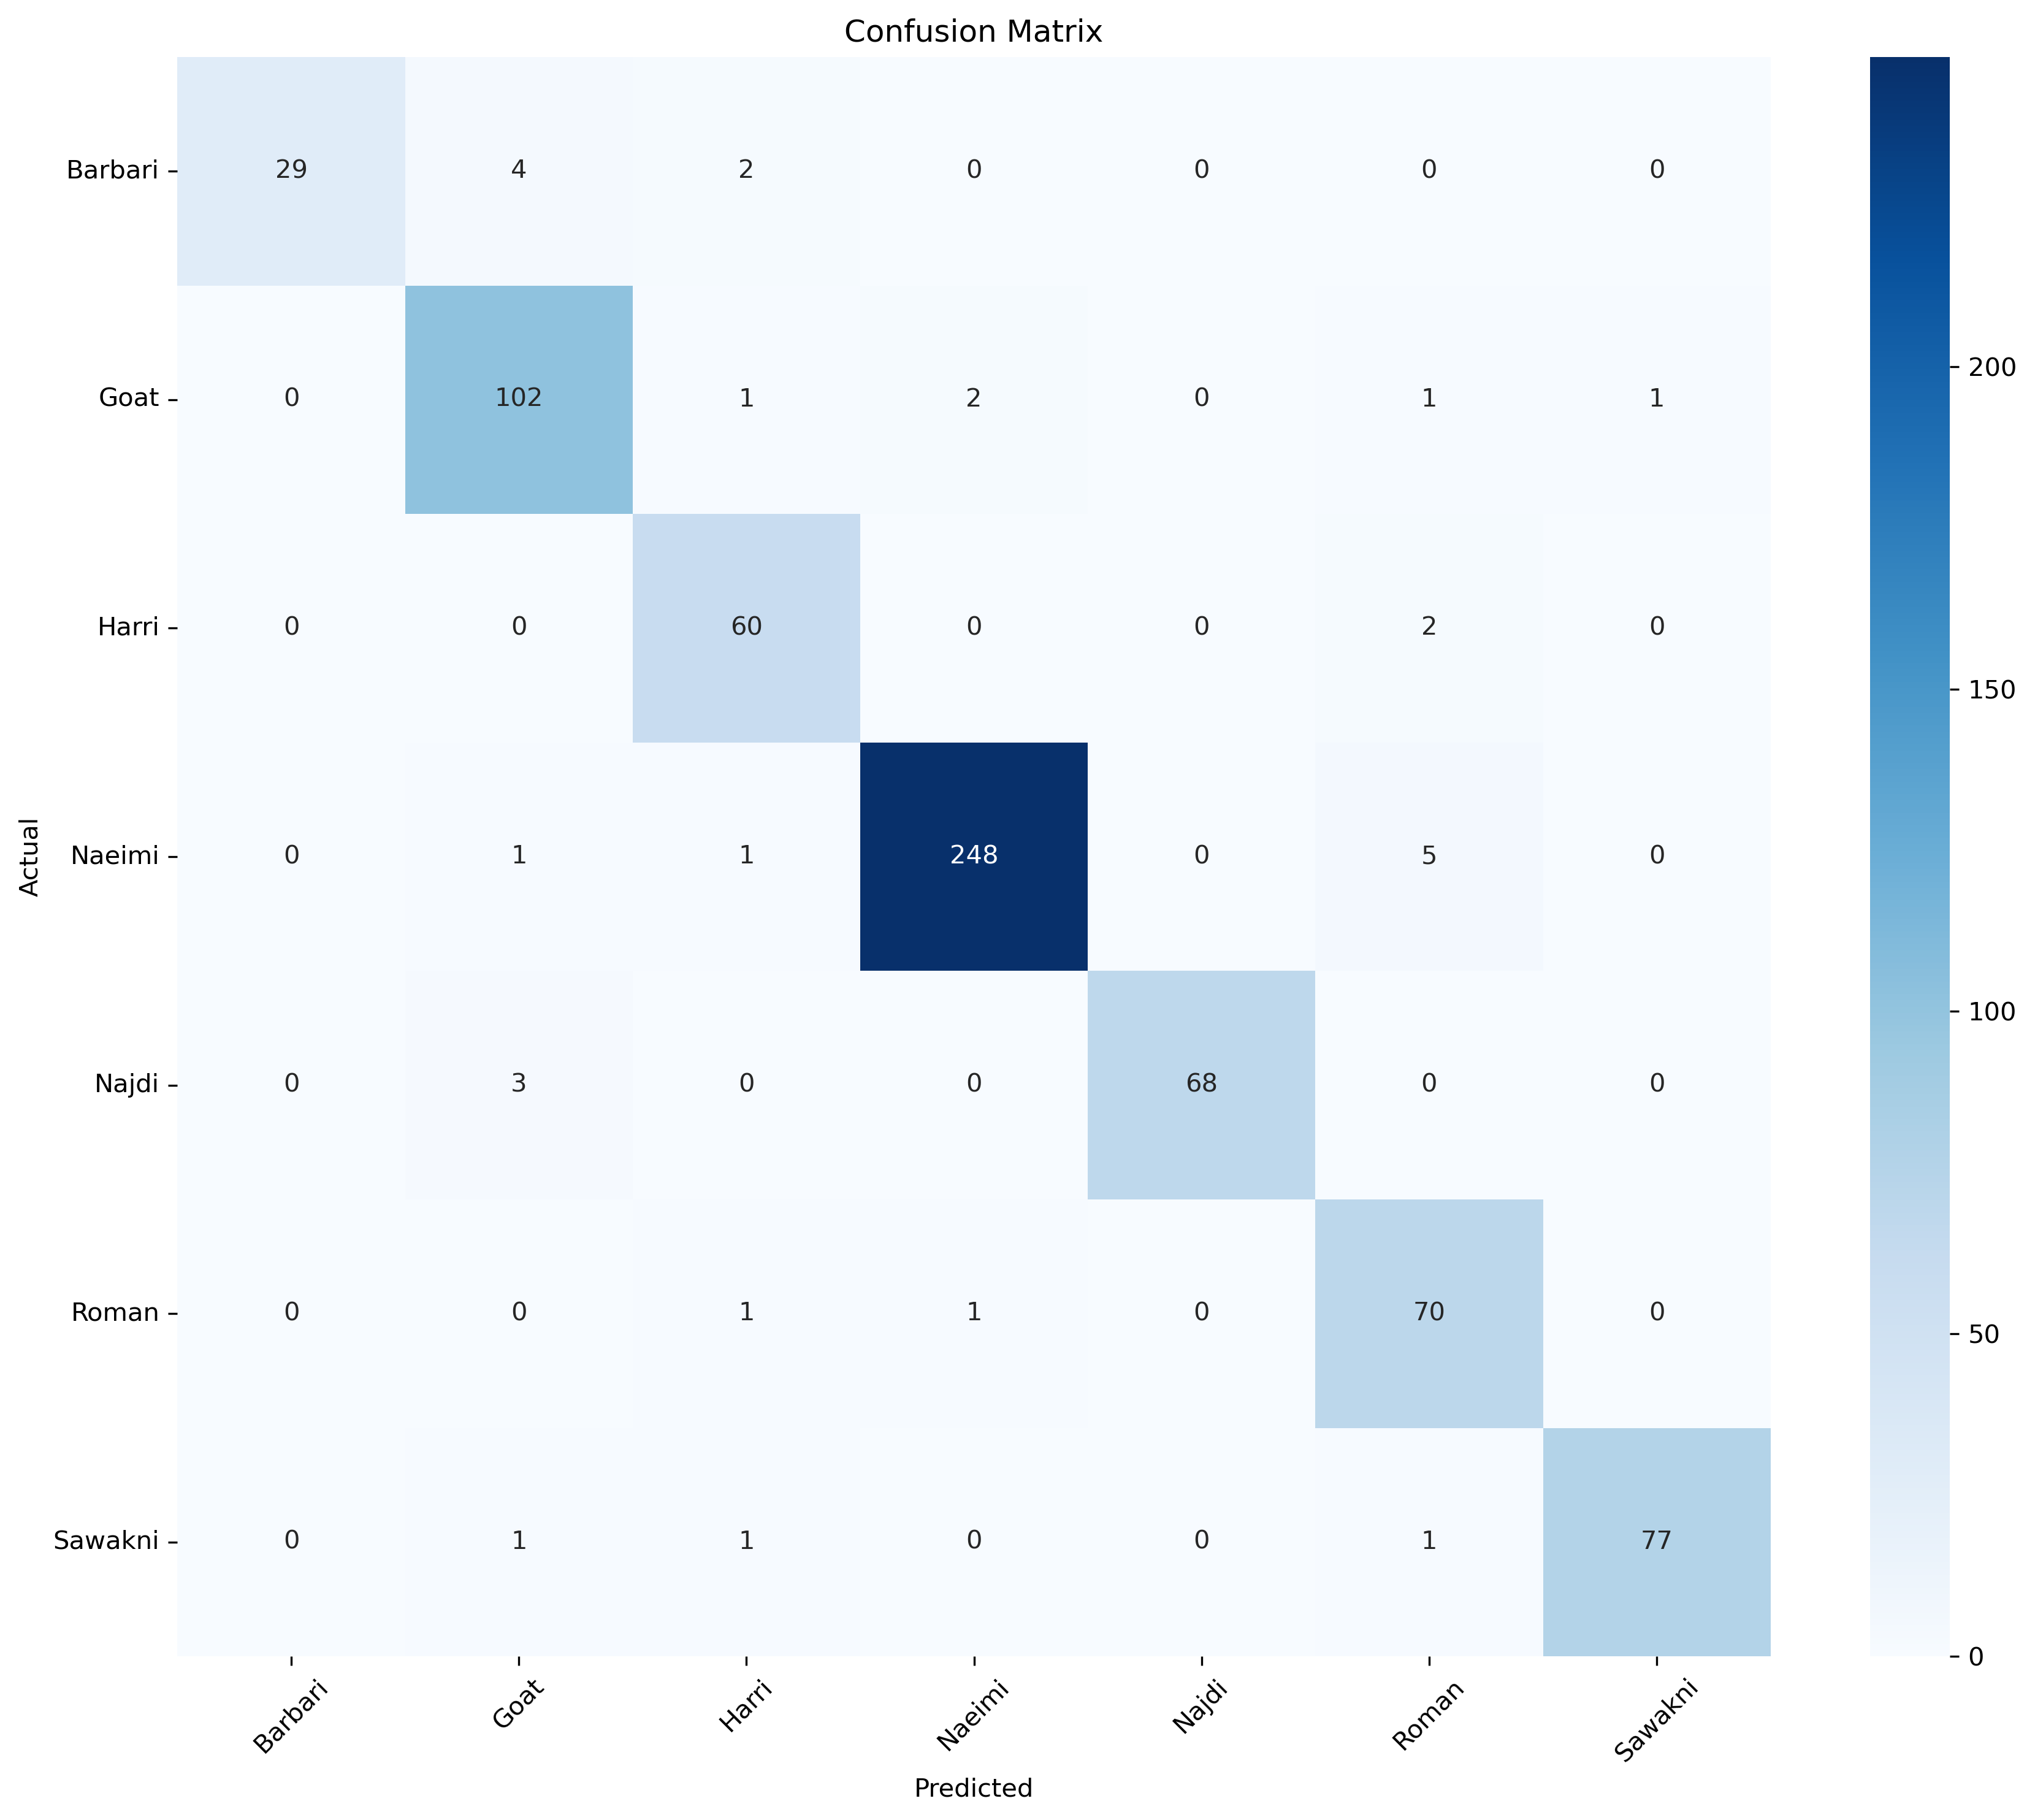 Confusion Matrix
Barbari 29 4 2 0 0 0 0
Goat 0 102 1 2 0 1 1
Harri 0 0 60 0 0 2 0
Naeimi 0 1 1 248 0 5 0
Najdi 0 3 0 0 68 0 0
Roman 0 0 1 1 0 70 0
Sawakni 0 1 1 0 0 1 77
Actual
Barbari Goat Harri Naeimi Najdi Roman Sawakni
Predicted
200
150
100
50
0